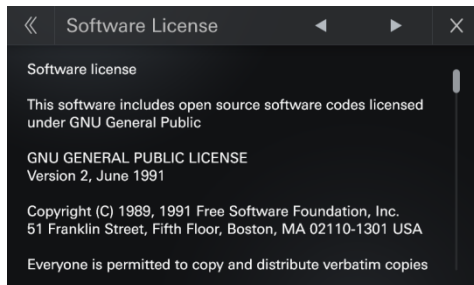 Software License
Software license
This software includes open source software codes licensed
under GNU General Public
GNU GENERAL PUBLIC LICENSE
Version 2, June 1991
Copyright (C) 1989, 1991 Free Software Foundation, Inc.
51 Franklin Street, Fifth Floor, Boston, MA 02110-1301 USA
Everyone is permitted to copy and distribute verbatim copies